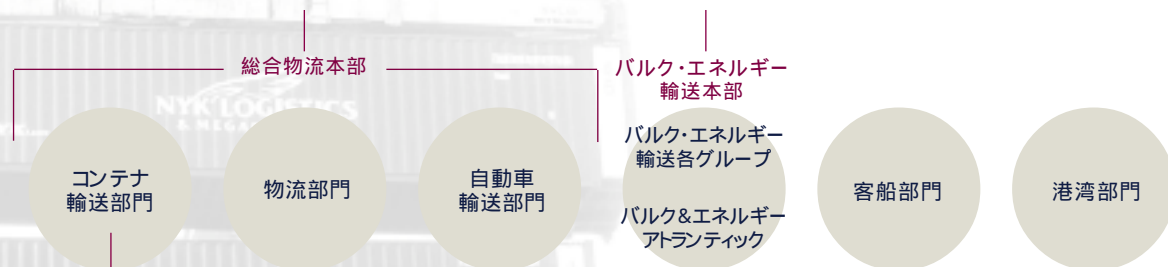 総合物流本部
バルク・エネルギー
輸送本部
NYK LOGISTICS
& MEGA
コンテナ
輸送部門
物流部門
自動車
輸送部門
バルク・エネルギー
輸送各グループ
バルク&エネルギー
アトランティック
客船部門
港湾部門